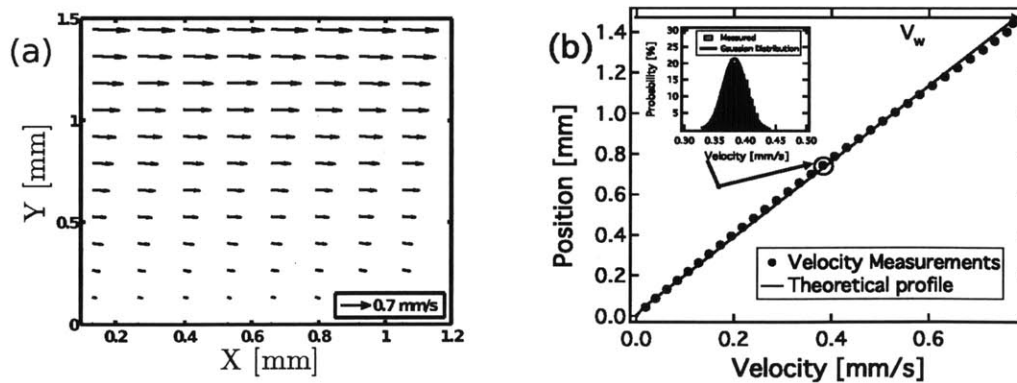 (a)
Y [mm]
1.5
1
0.5
0
0.2 0.4 0.6 0.8 1 1.2
X [mm]
0.7 mm/s
(b)
Position [mm]
1.4
1.2
1.0
0.8
0.6
0.4
0.2
0.0
0.0 0.2 0.4 0.6
Velocity [mm/s]
Vw
Velocity Measurements
Theoretical profile
Probability [%]
30
25
20
15
10
5
0.30 0.35 0.40 0.45 0.50
Velocity [mm/s]
Measured
Gaussian Distribution